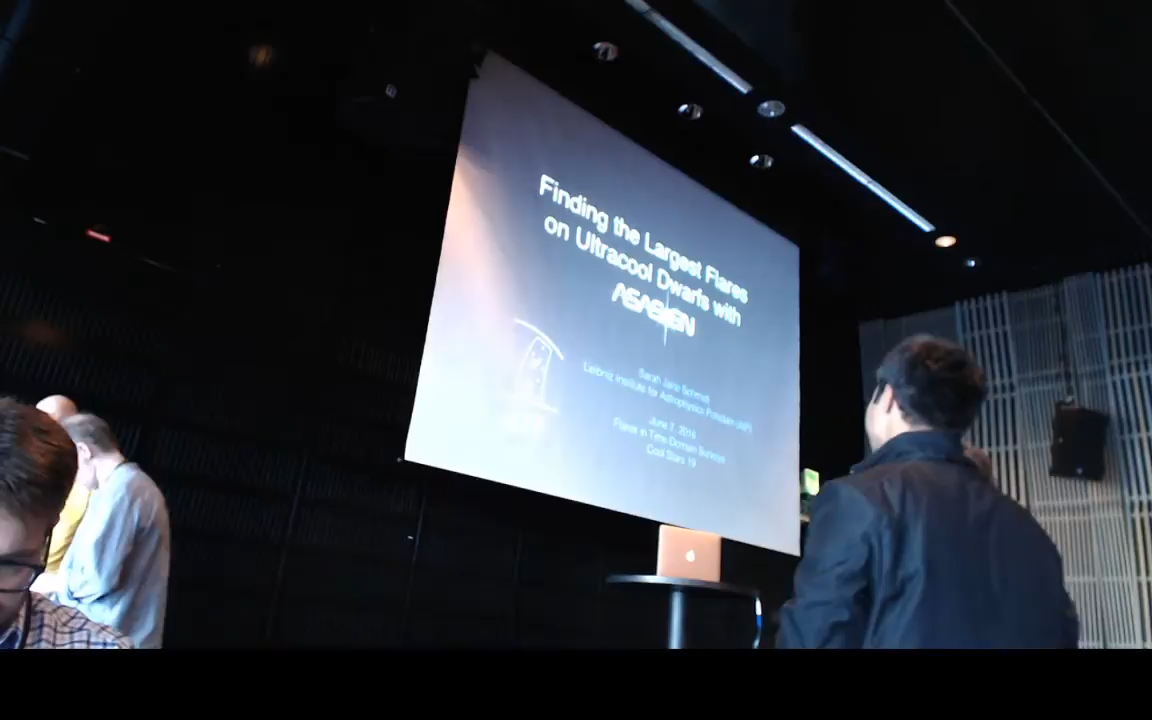 Finding the Largest Flares
on Ultracool Dwarfs with
ASASSN
Sarah Jane Schmidt
Leibniz Institute for Astrophysics Potsdam (AIP)
June 7, 2016
Flares in Time-Domain Surveys
Cool Stars 19